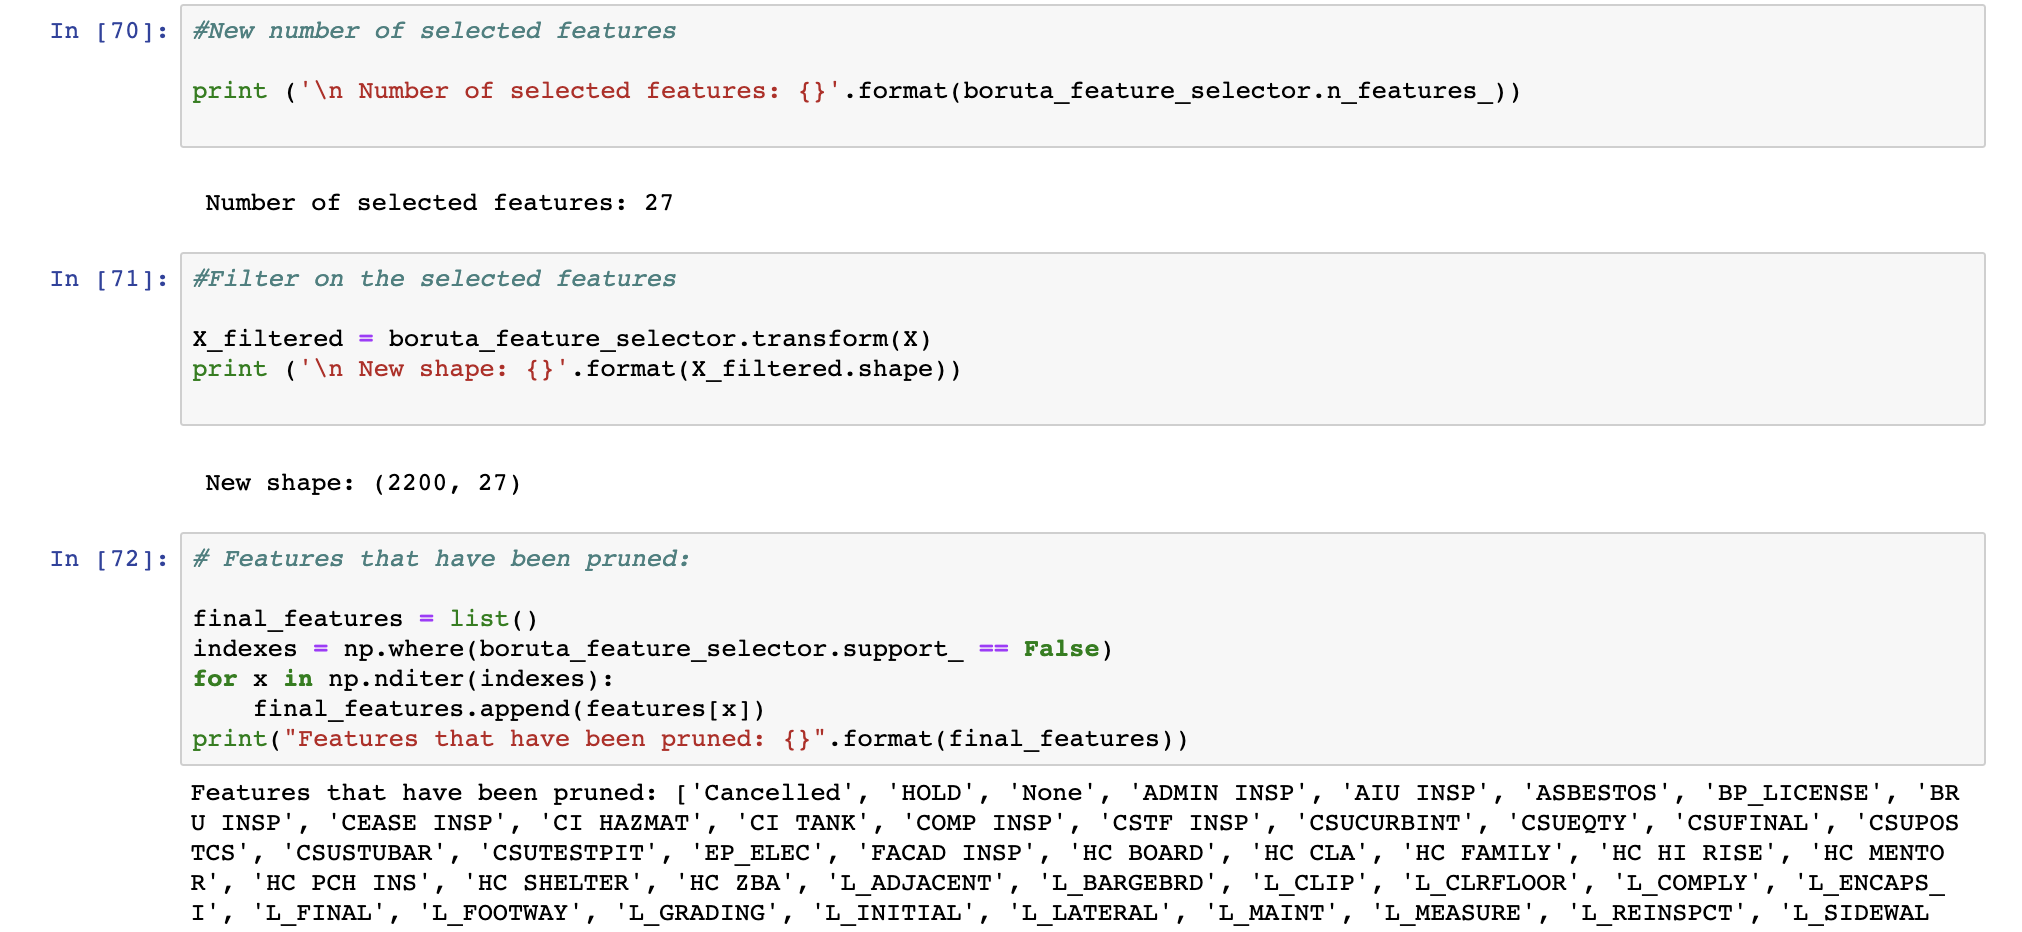 In [70]: #New number of selected features
print ('\n Number of selected features: {}'.format(boruta_feature_selector.n_features_))
Number of selected features: 27
In [71]: #Filter on the selected features
X_filtered = boruta_feature_selector.transform(X)
print ('\n New shape: {}'.format(X_filtered.shape))
New shape: (2200, 27)
In [72]: # Features that have been pruned:
final_features = list()
indexes = np.where(boruta_feature_selector.support_ == False)
for x in np.nditer(indexes):
    final_features.append(features[x])
print("Features that have been pruned: {}".format(final_features))
Features that have been pruned: ['Cancelled', 'HOLD', 'None', 'ADMIN INSP', 'AIU INSP', 'ASBESTOS', 'BP_LICENSE', 'BR
U INSP', 'CEASE INSP', 'CI HAZMAT', 'CI TANK', 'COMP INSP', 'CSTF INSP', 'CSUCURBINT', 'CSUEQTY', 'CSUFINAL', 'CSUPOS
TCS', 'CSUSTUBAR', 'CSUTESTPIT', 'EP_ELEC', 'FACAD INSP', 'HC BOARD', 'HC CLA', 'HC FAMILY', 'HC HI RISE', 'HC MENTO
R', 'HC PCH INS', 'HC SHELTER', 'HC ZBA', 'L_ADJACENT', 'L_BARGEBRD', 'L_CLIP', 'L_CLRFLOOR', 'L_COMPLY', 'L_ENCAPS_
I', 'L_FINAL', 'L_FOOTWAY', 'L_GRADING', 'L_INITIAL', 'L_LATERAL', 'L_MAINT', 'L_MEASURE', 'L_REINSPCT', 'L_SIDEWAL